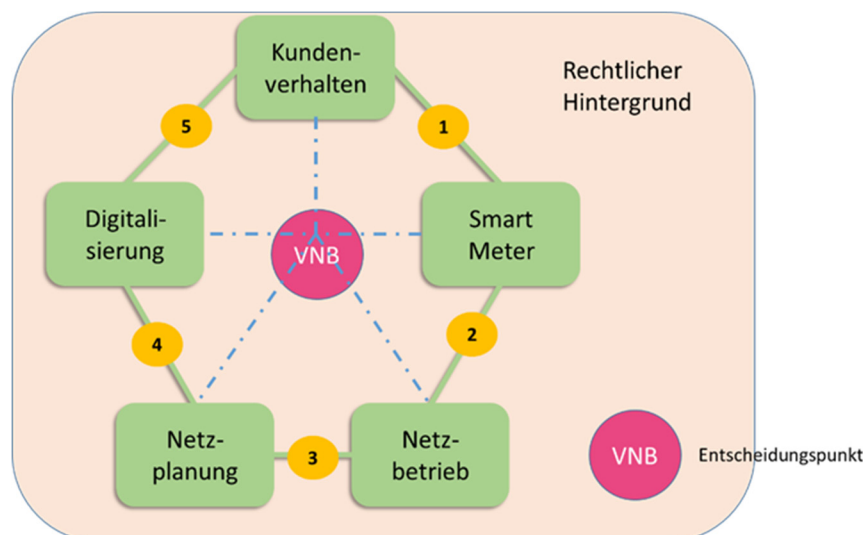 Kunden-
verhalten
Rechtlicher
Hintergrund
5
1
Digitali-
sierung
VNB
Smart
Meter
4
2
Netz-
planung
3
Netz-
betrieb
VNB
Entscheidungspunkt